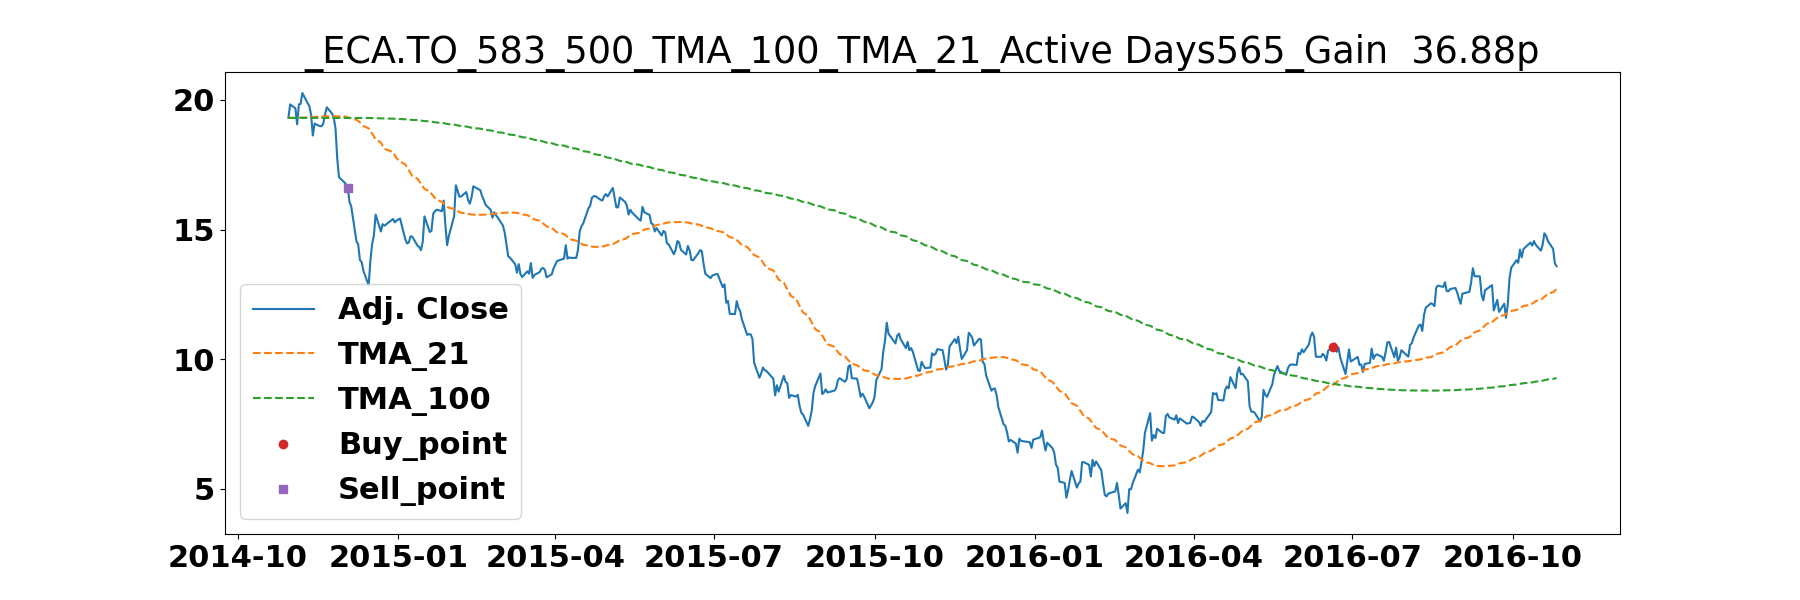 _ECA.TO_583_500_TMA_100_TMA_21_Active Days565_Gain  36.88p
20
15
10
5
Adj. Close
TMA_21
TMA_100
Buy_point
Sell_point
2014-10 2015-01 2015-04 2015-07 2015-10 2016-01 2016-04 2016-07 2016-10